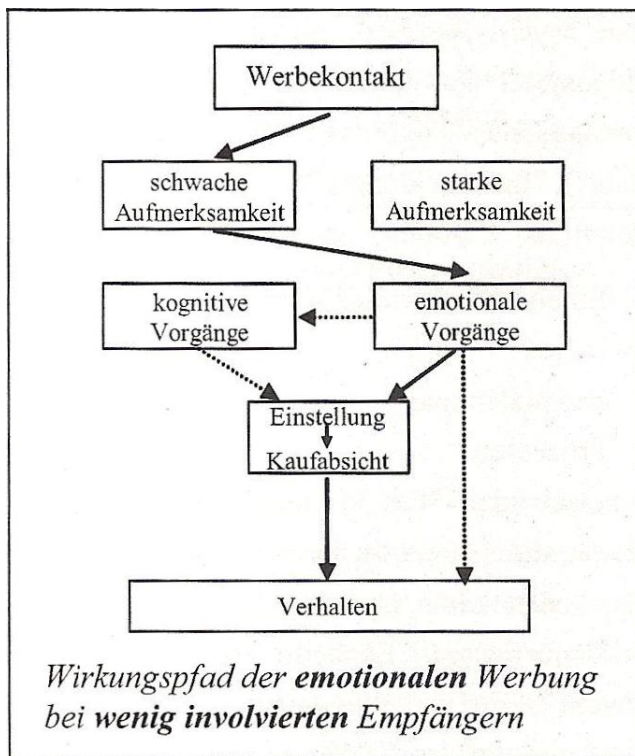 Werbekontakt
schwache
Aufmerksamkeit
starke
Aufmerksamkeit
kognitive
Vorgänge
emotionale
Vorgänge
Einstellung
Kaufabsicht
Verhalten
Wirkungspfad der emotionalen Werbung
bei wenig involvierten Empfängern